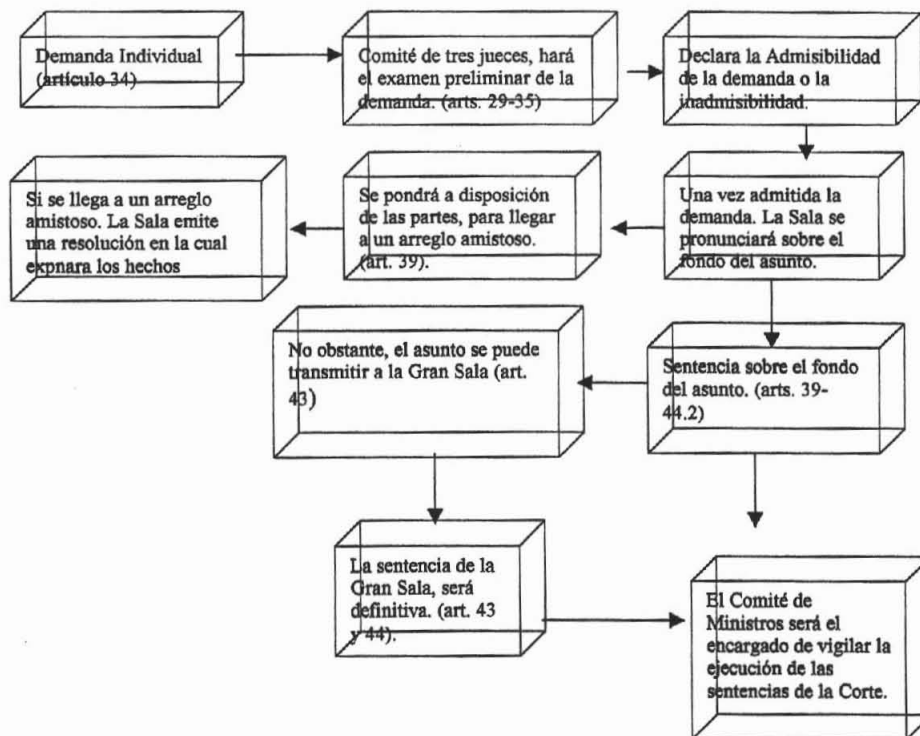 Demanda Individual
(artículo 34)
Comité de tres jueces, hará
el examen preliminar de la
demanda. (arts. 29-35)
Declara la Admisibilidad
de la demanda o la
inadmisibilidad.
Una vez admitida la
demanda. La Sala se
pronunciará sobre el
fondo del asunto.
Se pondrá a disposición
de las partes, para llegar
a un arreglo amistoso.
(art. 39).
Si se llega a un arreglo
amistoso. La Sala emite
una resolución en la cual
expnara los hechos
Sentencia sobre el fondo
del asunto. (arts. 39-
44.2)
No obstante, el asunto se puede
transmitir a la Gran Sala (art.
43)
La sentencia de la
Gran Sala, será
definitiva. (art. 43
y 44).
El Comité de
Ministros será el
encargado de vigilar la
ejecución de las
sentencias de la Corte.